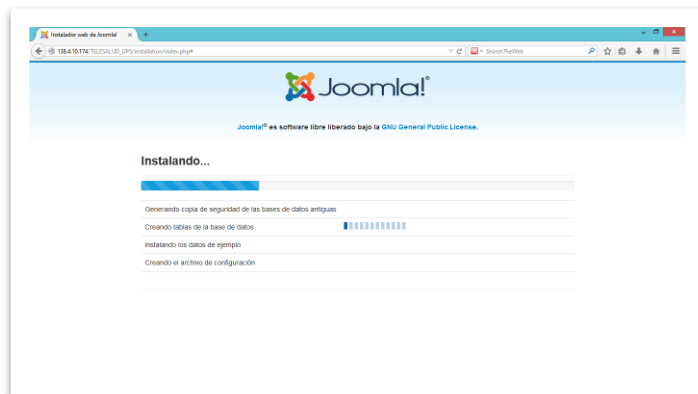 Instalador web de Joomla!
138.4.10.174/TELESALUD_UPS/installation/index.php#
SearchTheWeb
Joomla!®
Joomla!® es software libre liberado bajo la GNU General Public License.
Instalando...
Generando copia de seguridad de las bases de datos antiguas
Creando tablas de la base de datos
Instalando los datos de ejemplo
Creando el archivo de configuración